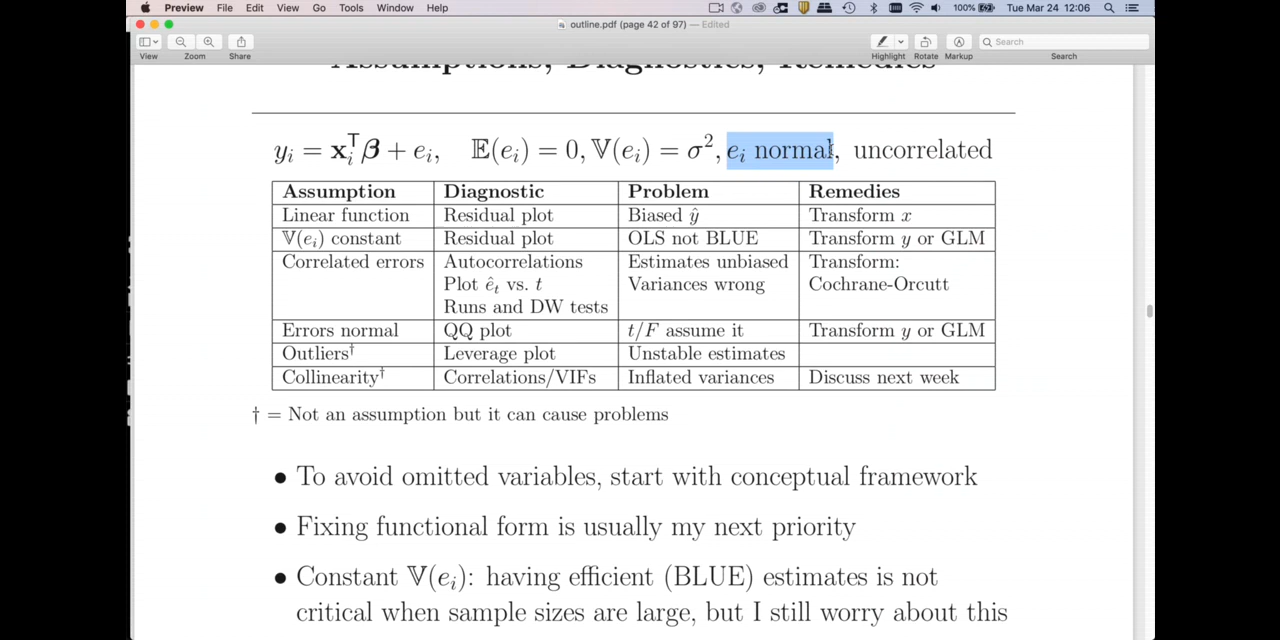 Preview File Edit View Go Tools Window Help 100% Tue Mar 24 12:06
outline.pdf (page 42 of 97) — Edited
View Zoom Share Highlight Rotate Markup Search
Search
Assumptions, Diagnostics, Remedies
yᵢ = xᵢᵀβ + eᵢ, 𝔼(eᵢ) = 0, 𝕍(eᵢ) = σ², eᵢ normal, uncorrelated
Assumption Diagnostic Problem Remedies
Linear function Residual plot Biased ŷ Transform x
𝕍(eᵢ) constant Residual plot OLS not BLUE Transform y or GLM
Correlated errors Autocorrelations Estimates unbiased Transform:
Plot êₜ vs. t Variances wrong Cochrane-Orcutt
Runs and DW tests
Errors normal QQ plot t/F assume it Transform y or GLM
Outliers† Leverage plot Unstable estimates
Collinearity† Correlations/VIFs Inflated variances Discuss next week
† = Not an assumption but it can cause problems
• To avoid omitted variables, start with conceptual framework
• Fixing functional form is usually my next priority
• Constant 𝕍(eᵢ): having efficient (BLUE) estimates is not
critical when sample sizes are large, but I still worry about this